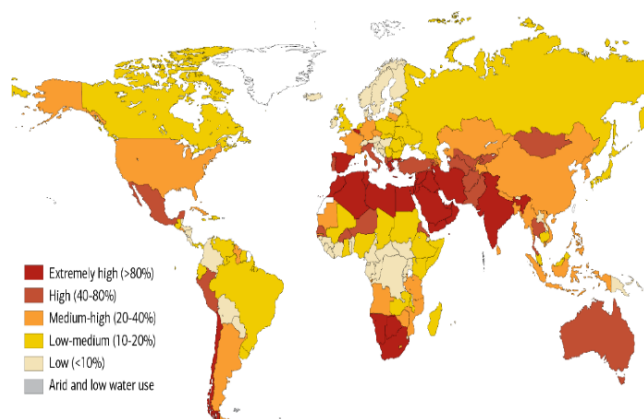 Extremely high (>80%)
High (40-80%)
Medium-high (20-40%)
Low-medium (10-20%)
Low (<10%)
Arid and low water use